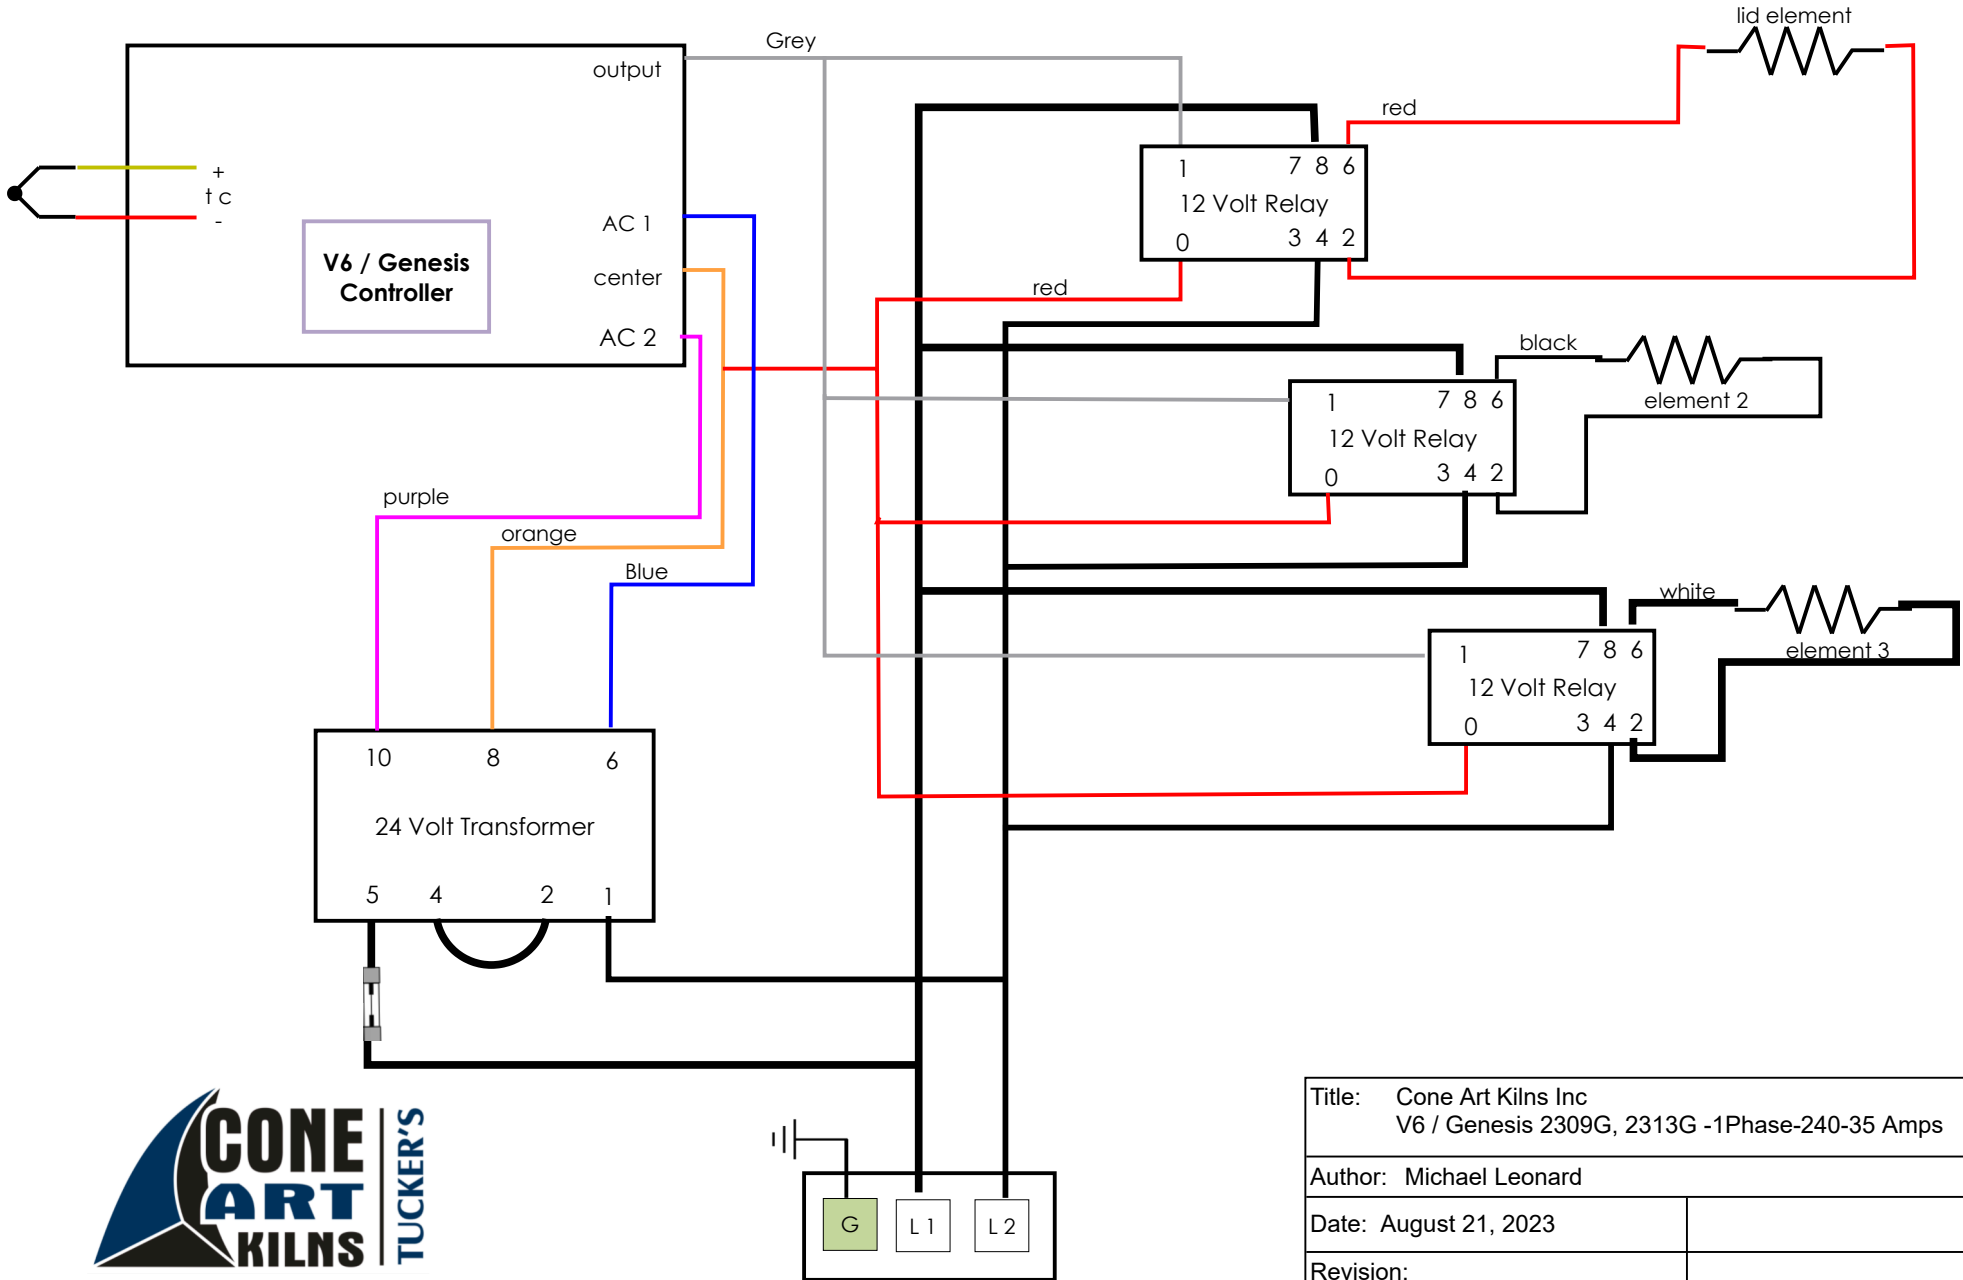 lid element
Grey
output
red
+
t c
-
1 7 8 6
12 Volt Relay
0 3 4 2
AC 1
V6 / Genesis
Controller
center
AC 2
red
black
element 2
1 7 8 6
12 Volt Relay
0 3 4 2
purple
orange
Blue
white
element 3
1 7 8 6
12 Volt Relay
0 3 4 2
10 8 6
24 Volt Transformer
5 4 2 1
CONE
ART
KILNS
TUCKER'S
G L 1 L 2
Title: Cone Art Kilns Inc
V6 / Genesis 2309G, 2313G -1Phase-240-35 Amps
Author: Michael Leonard
Date: August 21, 2023
Revision: